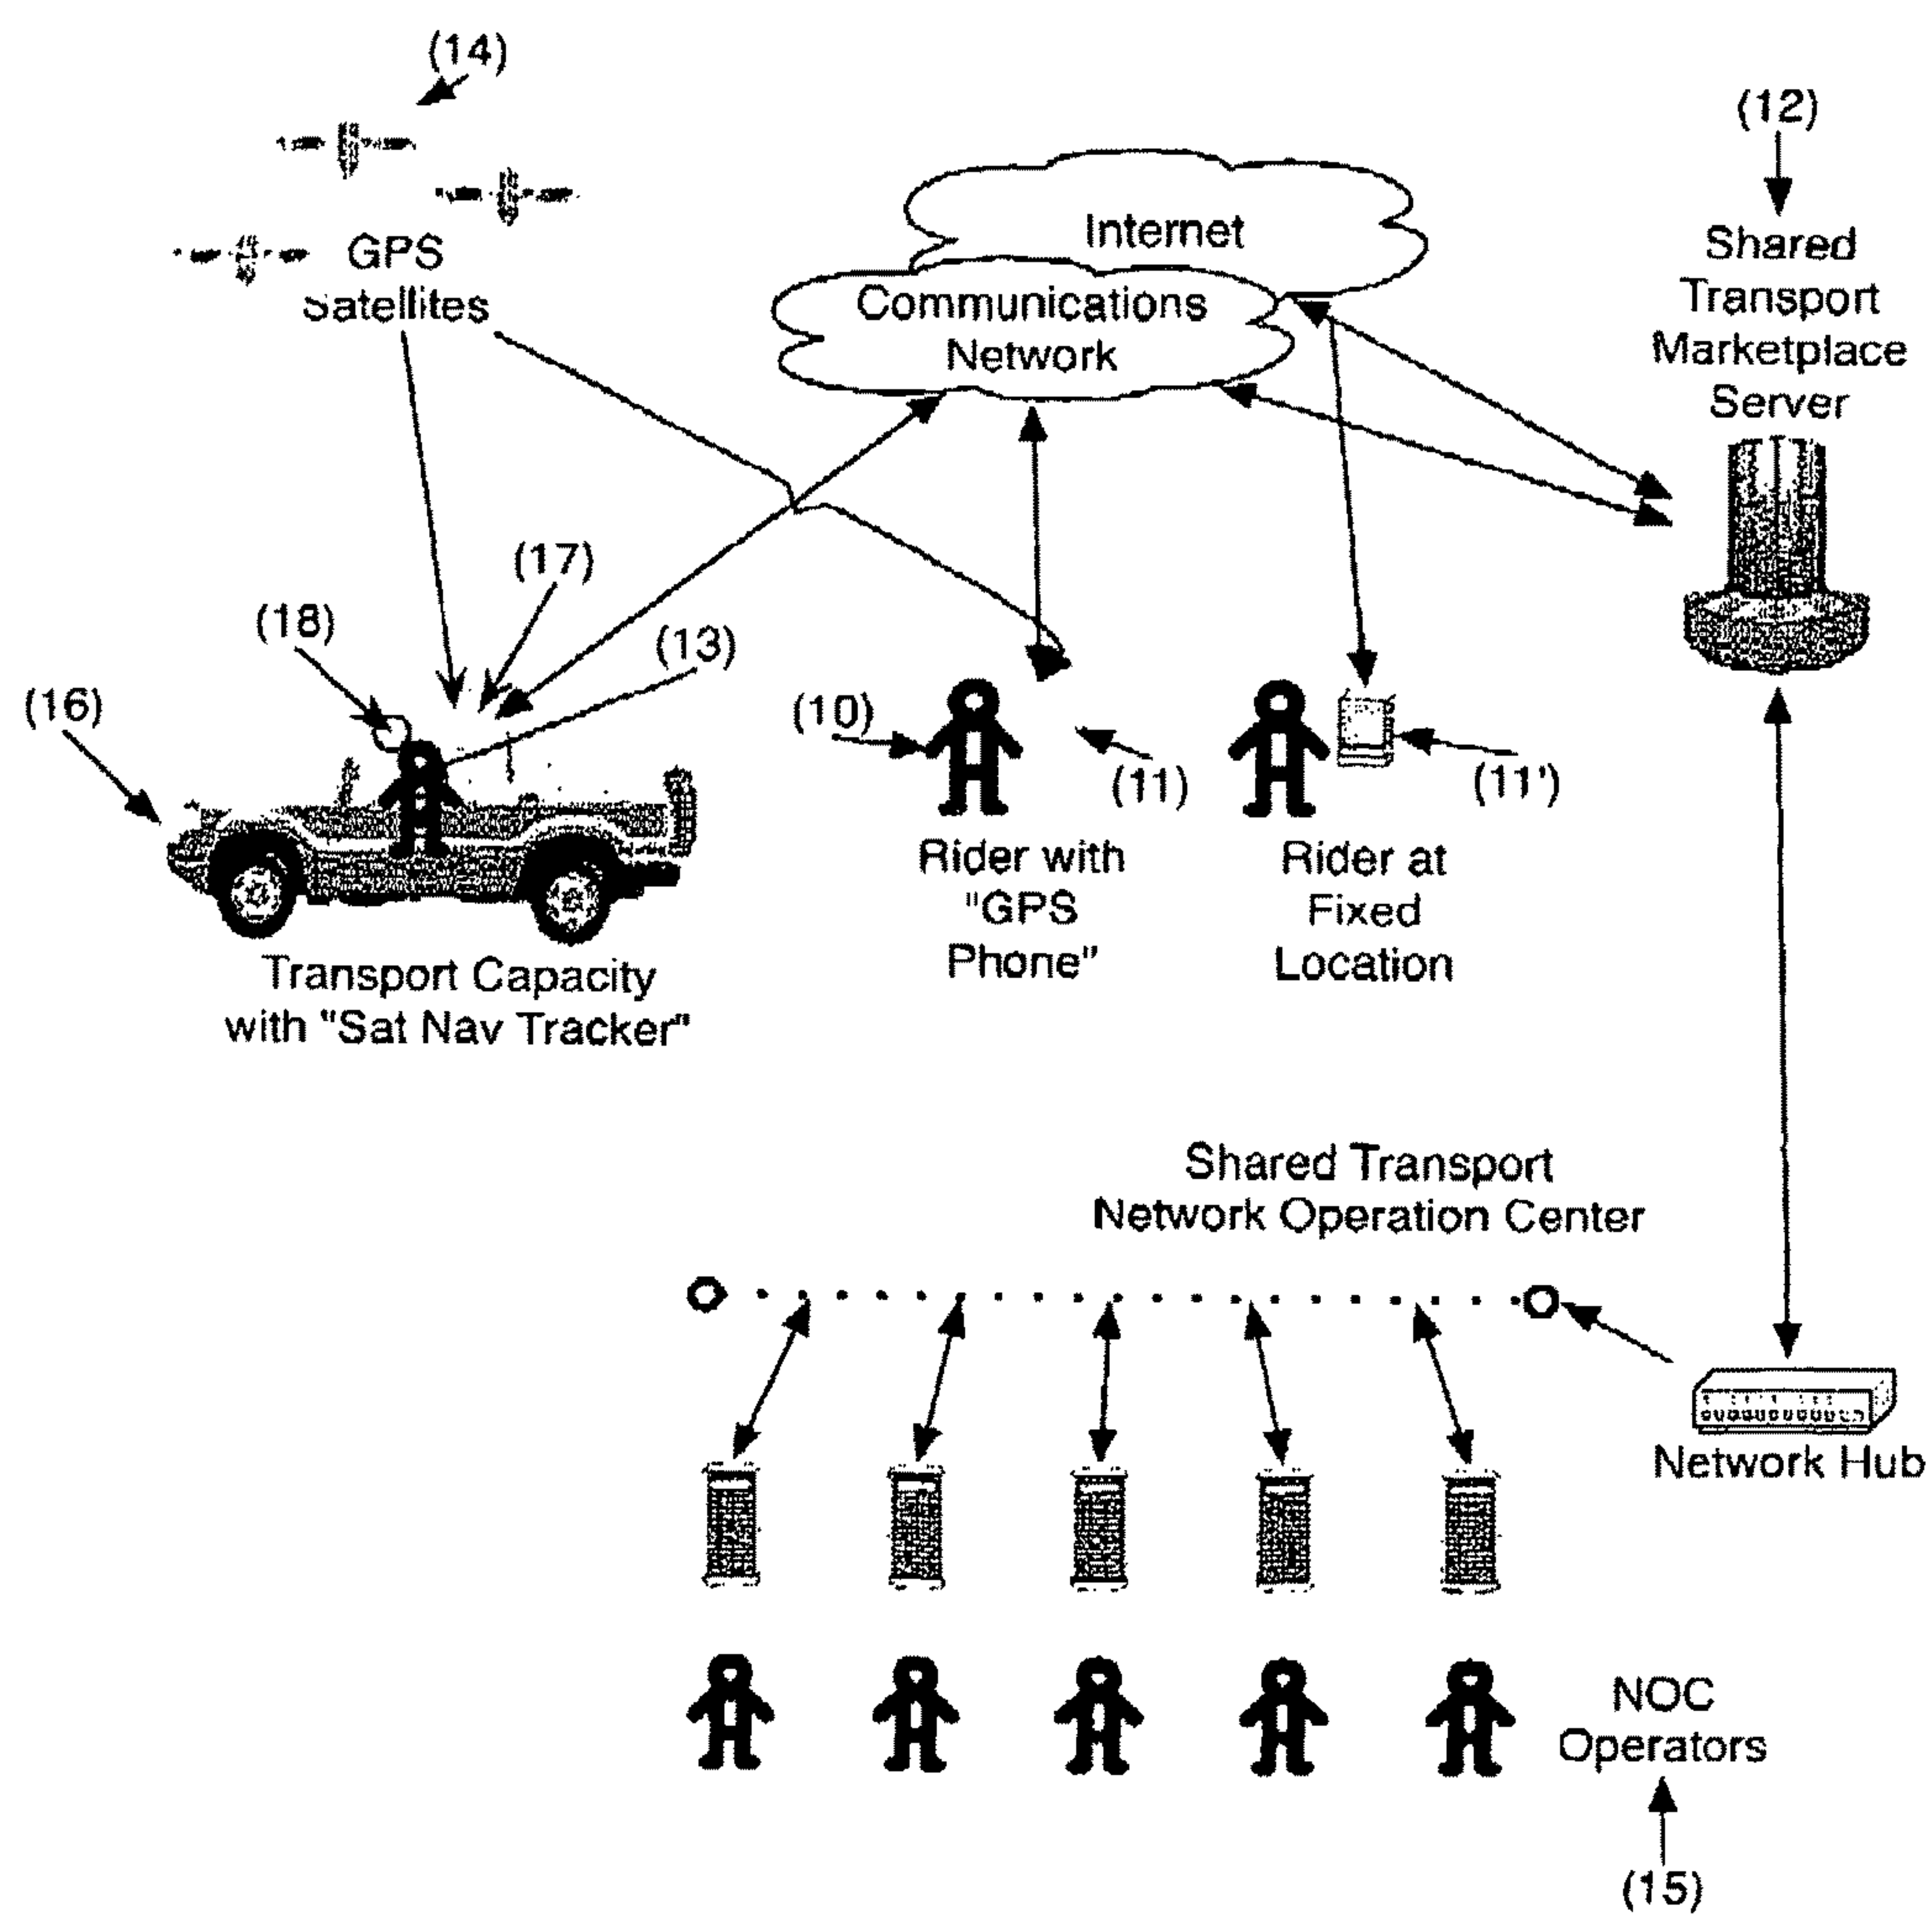 (14)
(12)
GPS
Satellites
Internet
Communications
Network
Shared
Transport
Marketplace
Server
(17)
(18)
(13)
(16)
(10)
(11)
(11')
Transport Capacity
with "Sat Nav Tracker"
Rider with
"GPS
Phone"
Rider at
Fixed
Location
Shared Transport
Network Operation Center
Network Hub
NOC
Operators
(15)